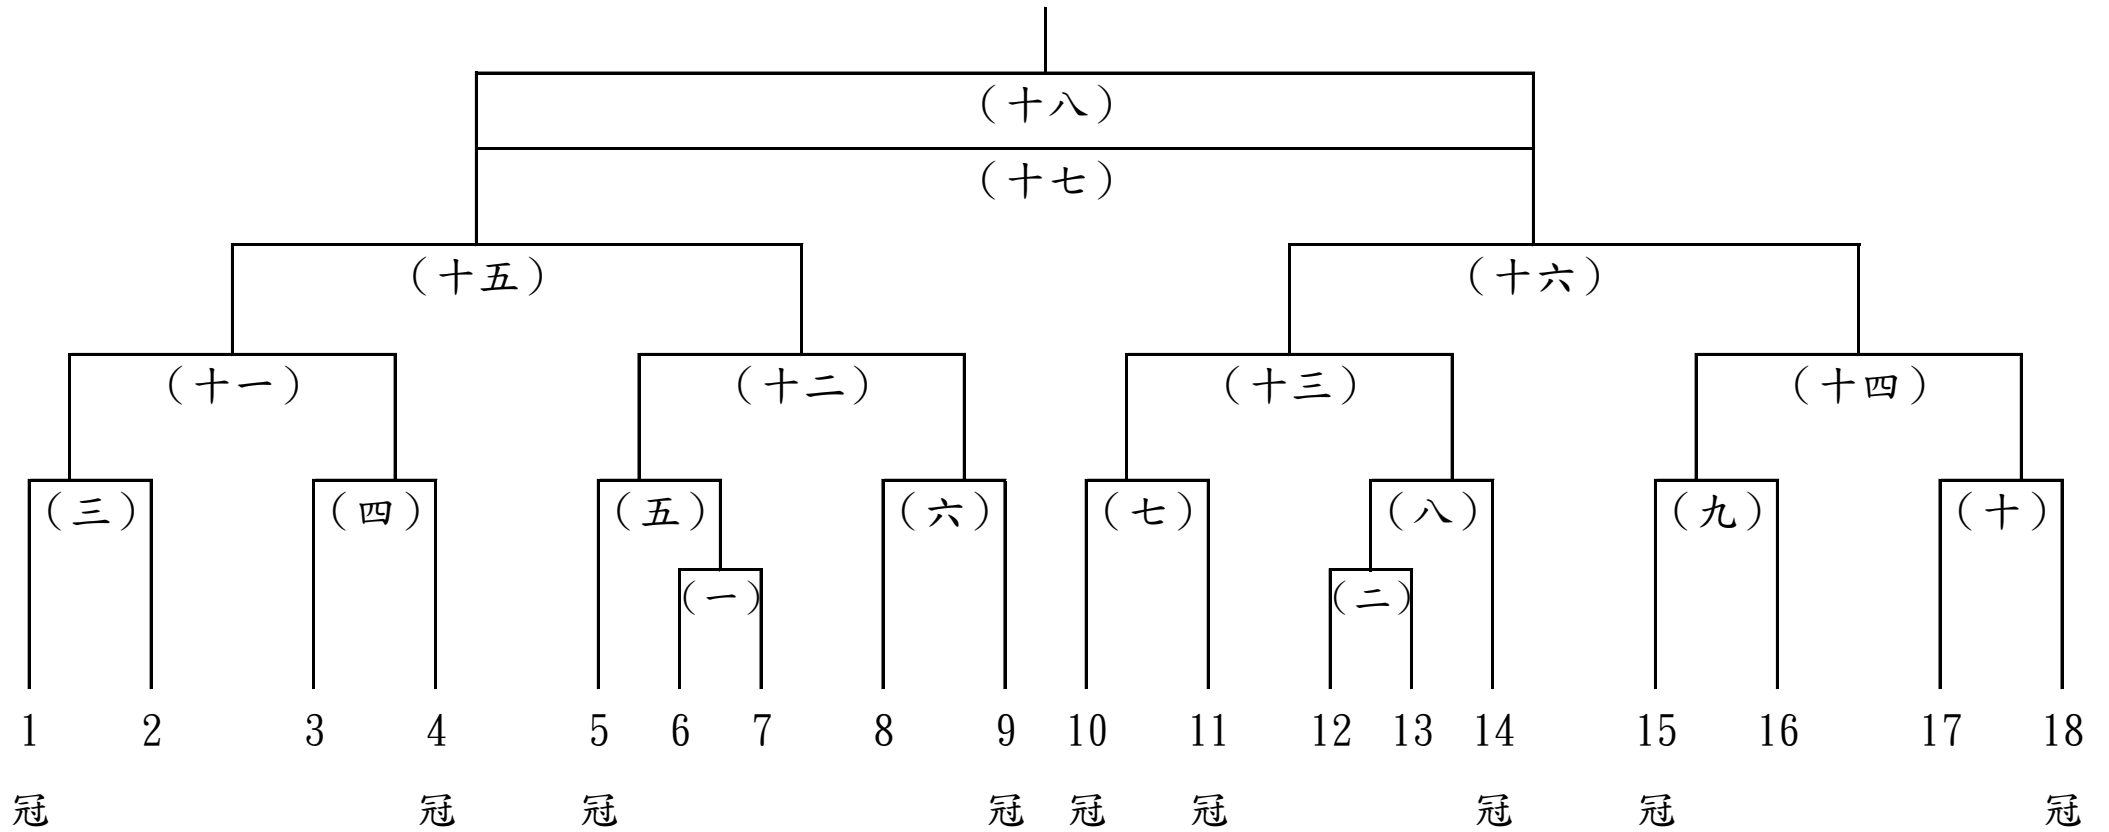 (十八)
(十七)
(十五) (十六)
(十一) (十二) (十三) (十四)
(三) (四) (五) (六) (七) (八) (九) (十)
(一) (二)
1 2 3 4 5 6 7 8 9 10 11 12 13 14 15 16 17 18
冠 冠 冠 冠 冠 冠 冠 冠 冠